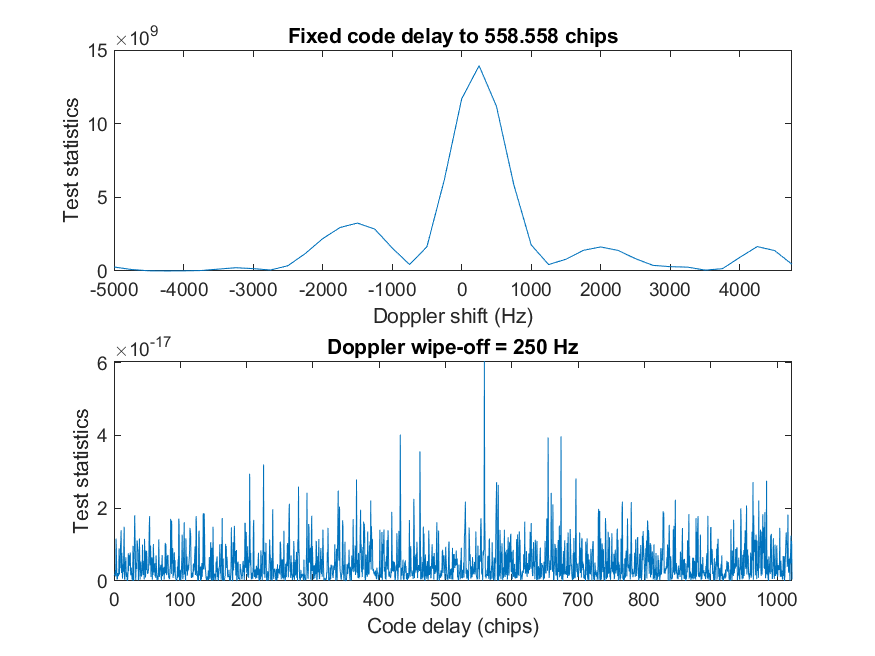 ×10^9
Fixed code delay to 558.558 chips
15
10
5
0
Test statistics
-5000 -4000 -3000 -2000 -1000 0 1000 2000 3000 4000
Doppler shift (Hz)
×10^-17
Doppler wipe-off = 250 Hz
6
4
2
0
Test statistics
0 100 200 300 400 500 600 700 800 900 1000
Code delay (chips)